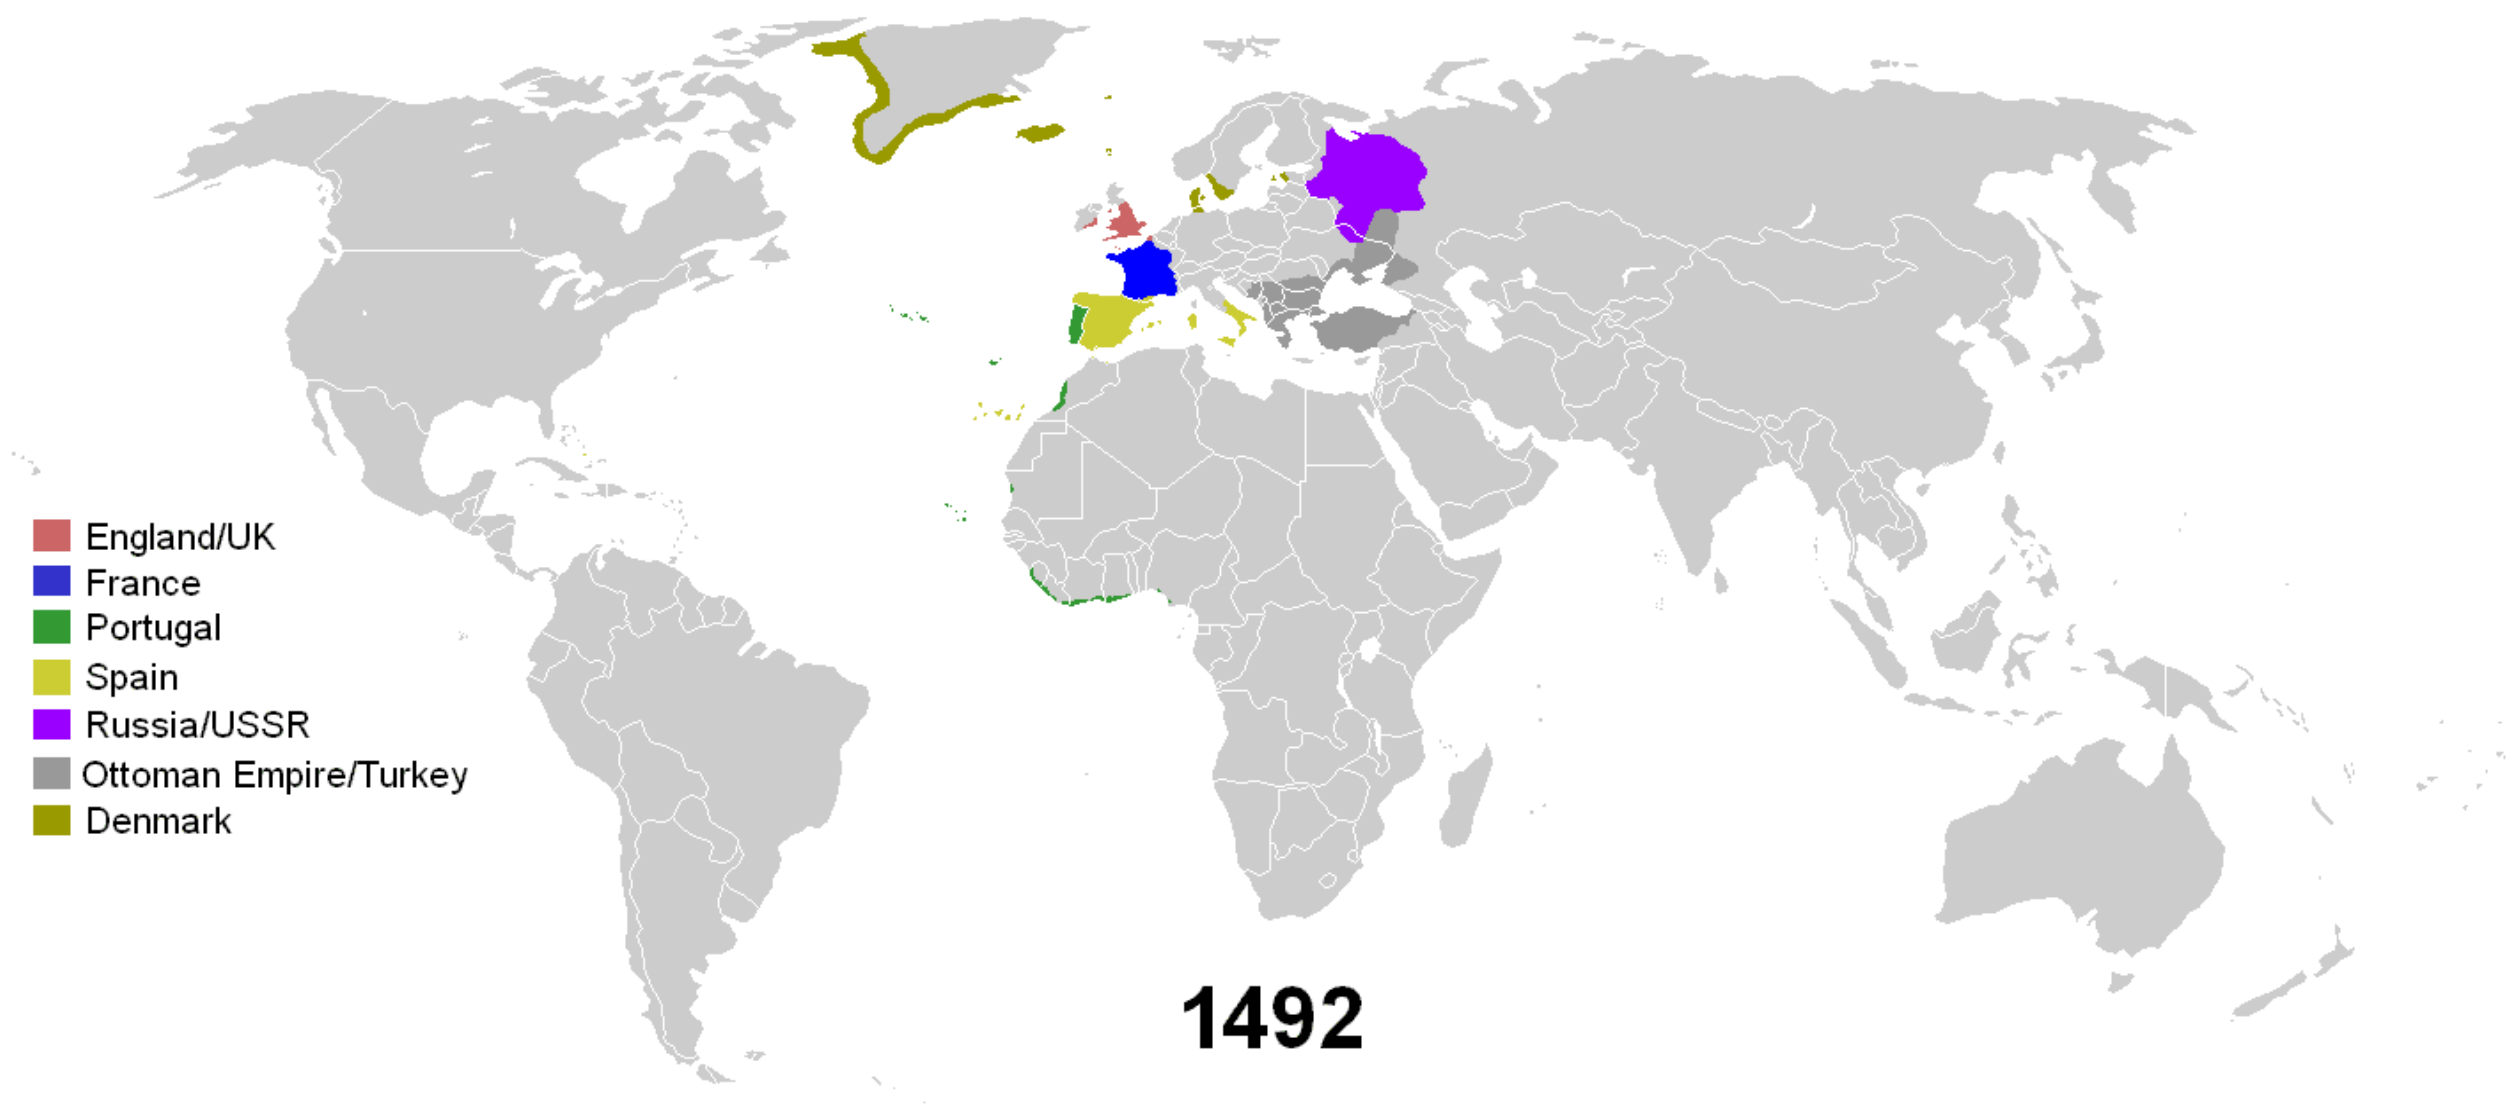 England/UK
France
Portugal
Spain
Russia/USSR
Ottoman Empire/Turkey
Denmark
1492